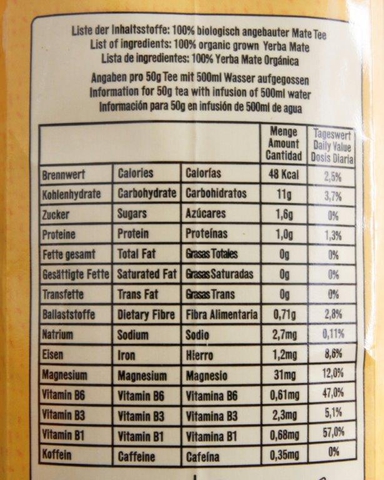 Liste der Inhaltsstoffe: 100% biologisch angebauter Mate Tee
List of ingredients: 100% organic grown Yerba Mate
Lista de ingredientes: 100% Yerba Mate Orgánica
Angaben pro 50g Tee mit 500ml Wasser aufgegossen
Information for 50g tea with infusion of 500ml water
Información para 50g en infusión de 500ml de agua
Menge Tageswert
Amount Daily Value
Cantidad Dosis Diaria
Brennwert Calories Calorías 48 Kcal 2,5%
Kohlenhydrate Carbohydrate Carbohidratos 11g 3,7%
Zucker Sugars Azúcares 1,6g 0%
Proteine Protein Proteínas 1,0g 1,3%
Fette gesamt Total Fat Grasas Totales 0g 0%
Gesättigte Fette Saturated Fat Grasas Saturadas 0g 0%
Transfette Trans Fat Grasas Trans 0g 0%
Ballaststoffe Dietary Fibre Fibra Alimentaria 0,71g 2,8%
Natrium Sodium Sodio 2,7mg 0,11%
Eisen Iron Hierro 1,2mg 8,6%
Magnesium Magnesium Magnesio 31mg 12,0%
Vitamin B6 Vitamin B6 Vitamina B6 0,61mg 47,0%
Vitamin B3 Vitamin B3 Vitamina B3 2,3mg 5,1%
Vitamin B1 Vitamin B1 Vitamina B1 0,68mg 57,0%
Koffein Caffeine Cafeína 0,35mg 0%